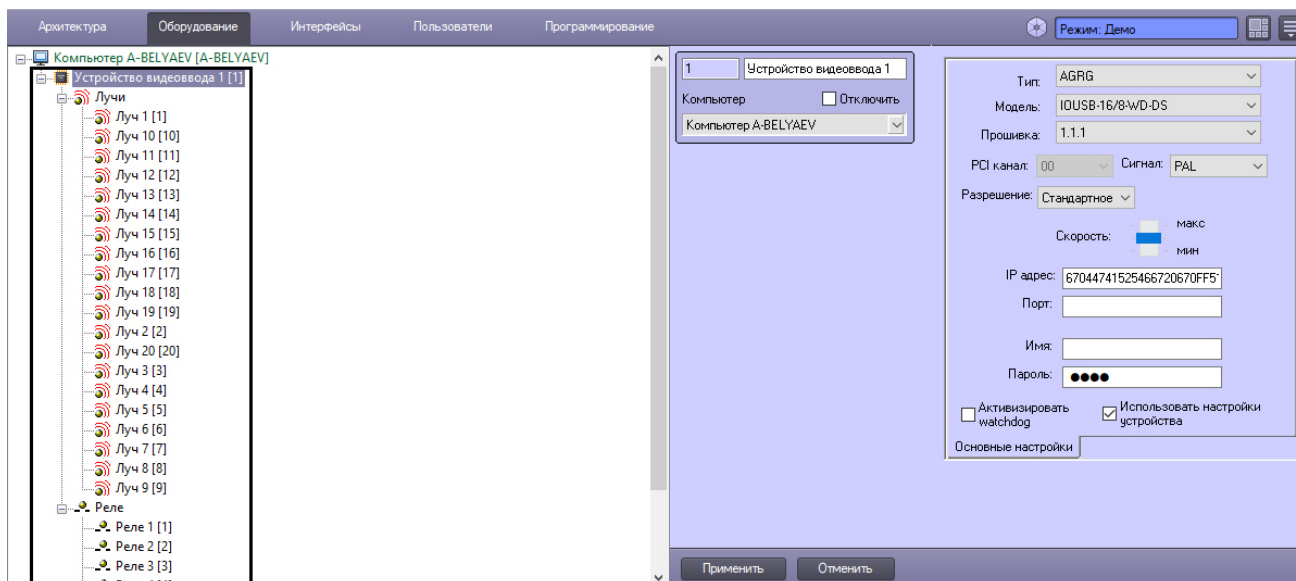 Архитектура Оборудование Интерфейсы Пользователи Программирование Режим: Демо
Компьютер A-BELYAEV [A-BELYAEV]
Устройство видеоввода 1 [1]
Лучи
Луч 1 [1]
Луч 10 [10]
Луч 11 [11]
Луч 12 [12]
Луч 13 [13]
Луч 14 [14]
Луч 15 [15]
Луч 16 [16]
Луч 17 [17]
Луч 18 [18]
Луч 19 [19]
Луч 2 [2]
Луч 20 [20]
Луч 3 [3]
Луч 4 [4]
Луч 5 [5]
Луч 6 [6]
Луч 7 [7]
Луч 8 [8]
Луч 9 [9]
Реле
Реле 1 [1]
Реле 2 [2]
Реле 3 [3]
1 Устройство видеоввода 1
Компьютер Отключить
Компьютер A-BELYAEV
Тип: AGRG
Модель: IOUSB-16/8-WD-DS
Прошивка: 1.1.1
PCI канал: 00 Сигнал: PAL
Разрешение: Стандартное
макс
Скорость:
мин
IP адрес: 67044741525466720670FF5
Порт:
Имя:
Пароль: ●●●●
Активизировать watchdog
Использовать настройки устройства
Основные настройки
Применить Отменить